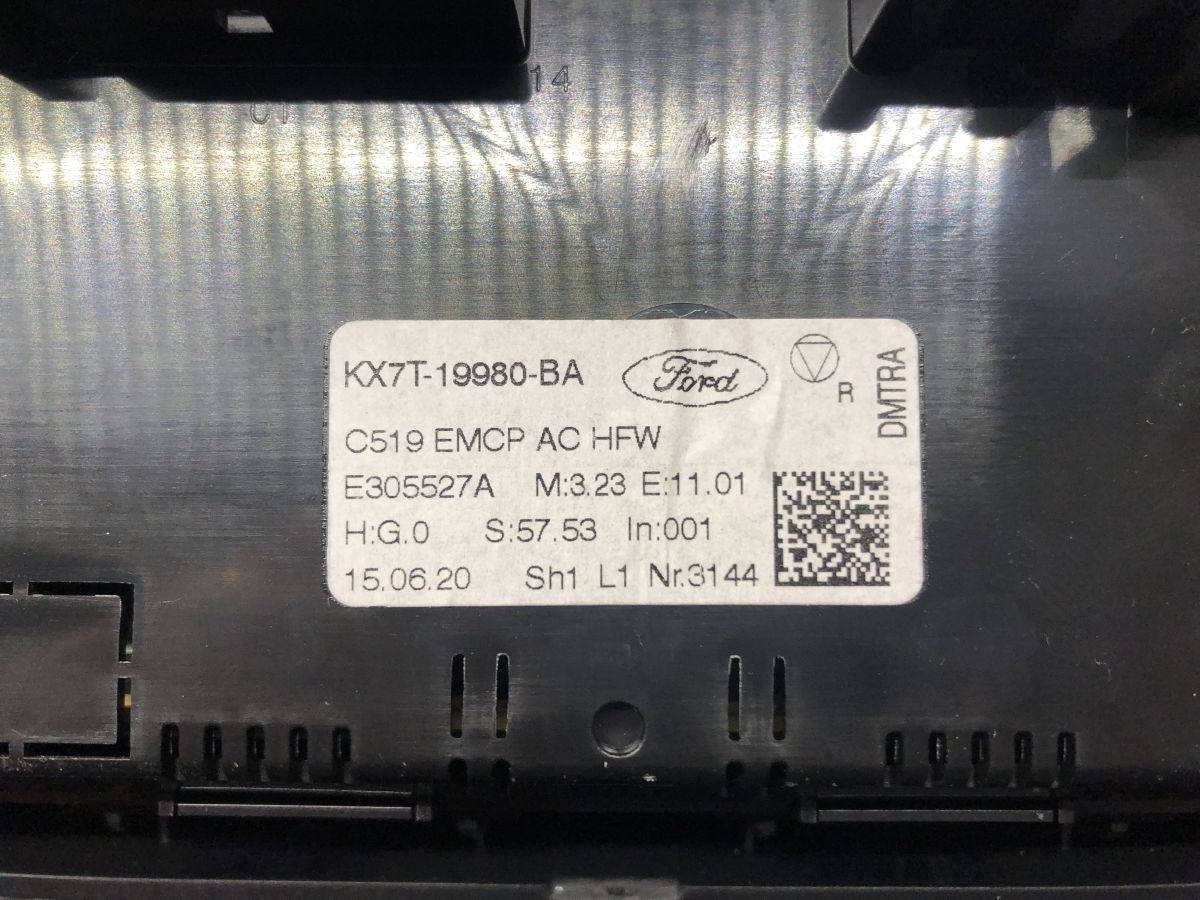 14
01
KX7T-19980-BA
Ford
R
DMTRA
C519 EMCP AC HFW
E305527A M:3.23 E:11.01
H:G.0 S:57.53 In:001
15.06.20 Sh1 L1 Nr.3144